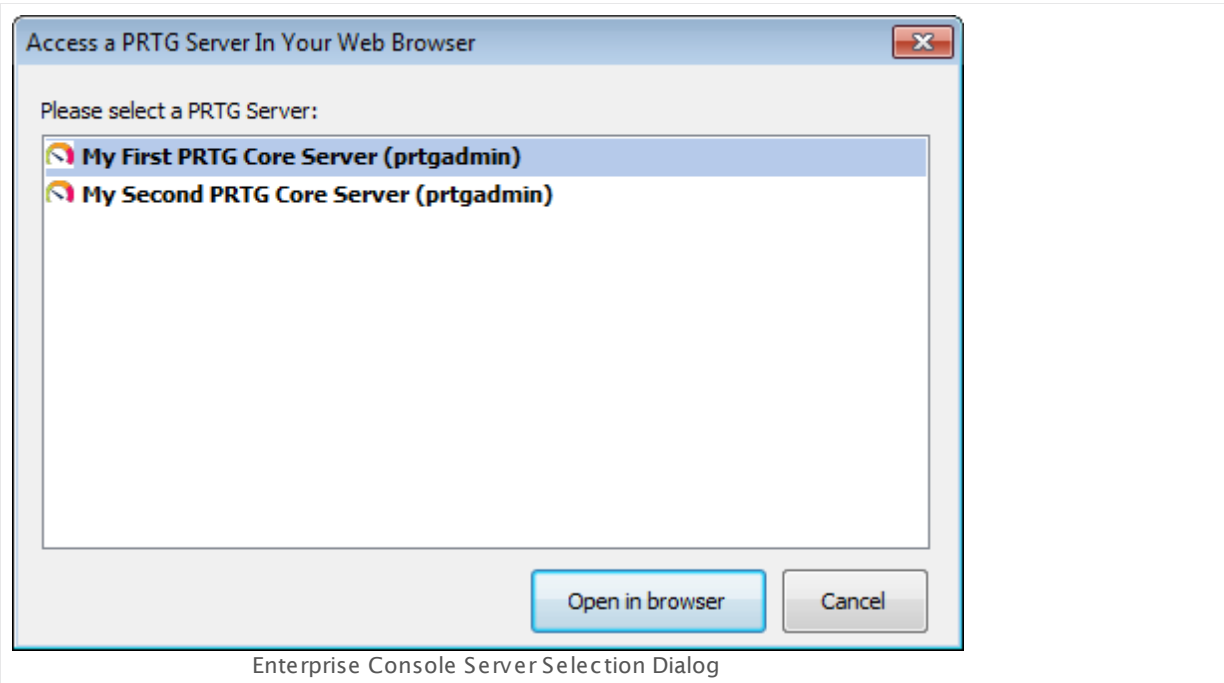 Access a PRTG Server In Your Web Browser
Please select a PRTG Server:
My First PRTG Core Server (prtgadmin)
My Second PRTG Core Server (prtgadmin)
Open in browser
Cancel
Enterprise Console Server Selection Dialog